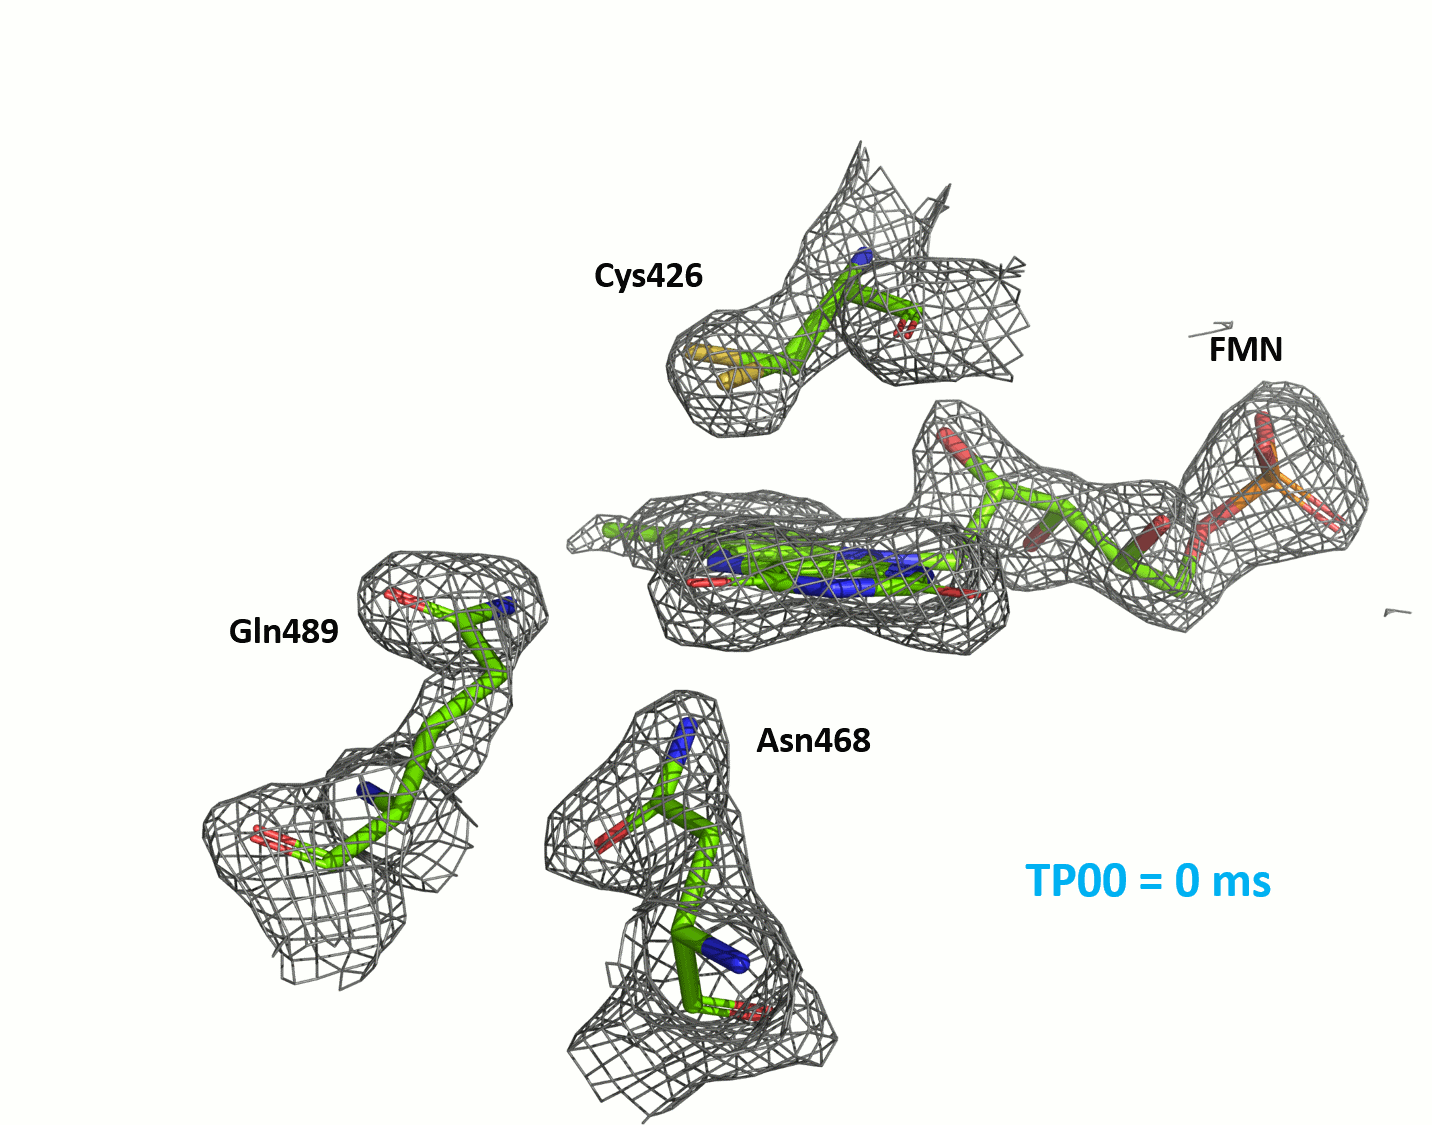 Cys426
FMN
Gln489
Asn468
TP00 = 0 ms